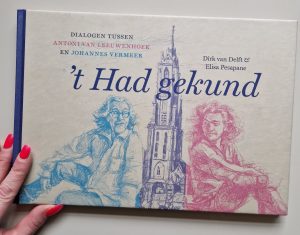 DIALOGEN TUSSEN
ANTONI VAN LEEUWENHOEK
EN JOHANNES VERMEER
Dirk van Delft &
Elisa Pesapane
't Had gekund